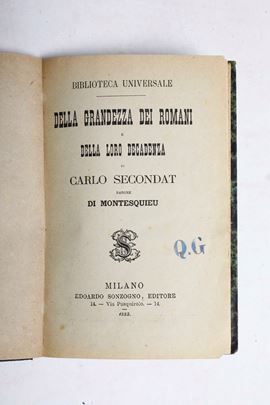 BIBLIOTECA UNIVERSALE
DELLA GRANDEZZA DEI ROMANI
E
DELLA LORO DECADENZA
DI
CARLO SECONDAT
BARONE
DI MONTESQUIEU
Q.G
MILANO
EDOARDO SONZOGNO, EDITORE
14. — Via Pasquirolo. — 14.